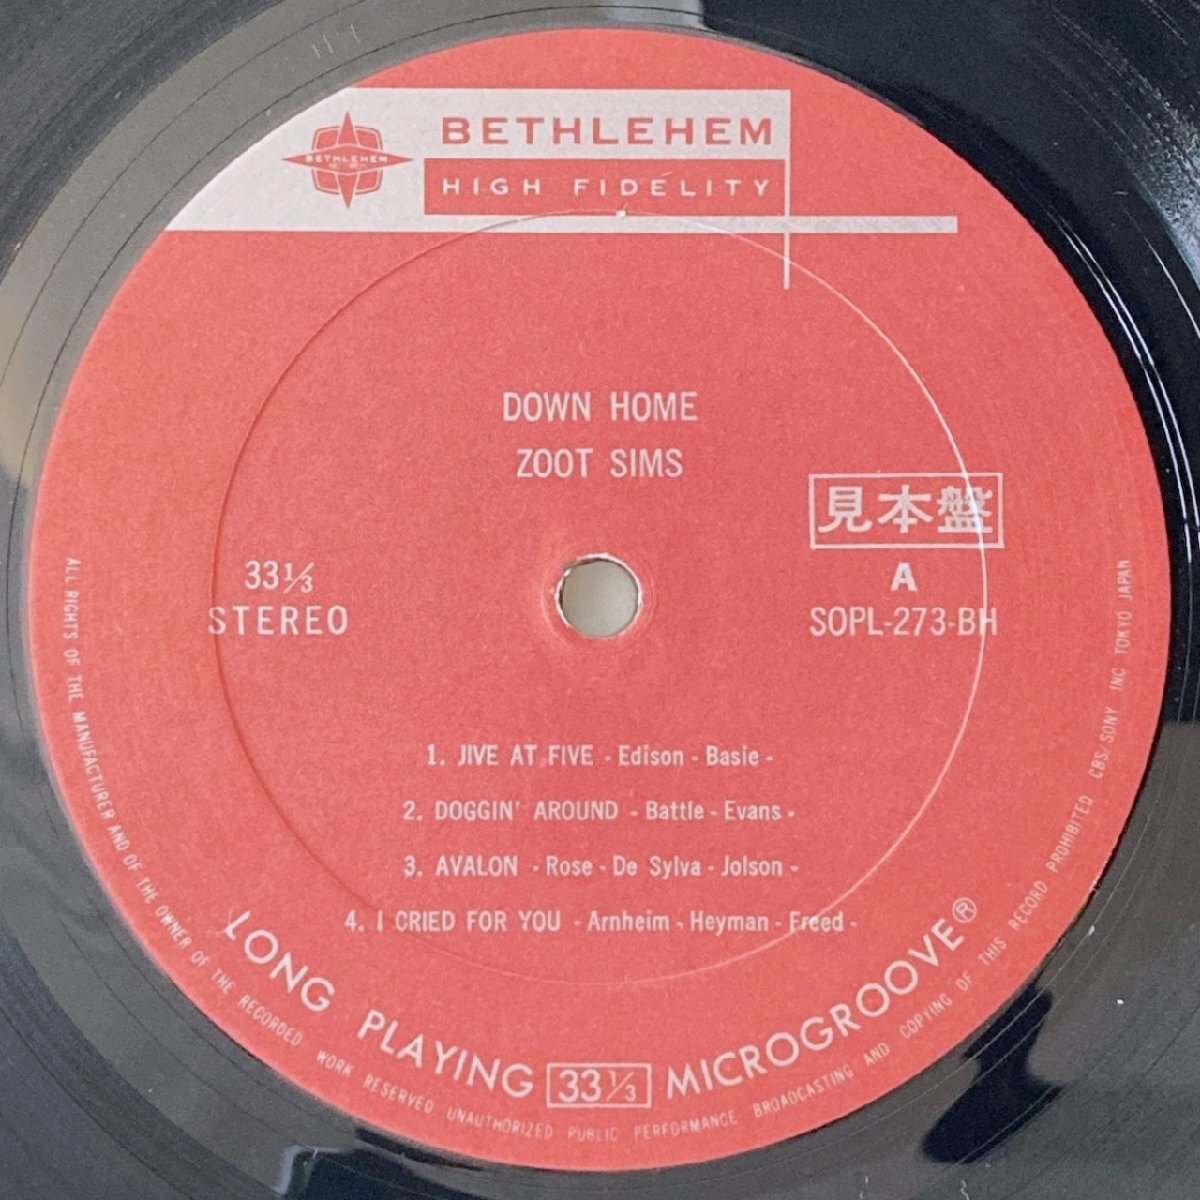 BETHLEHEM
BETHLEHEM
HIGH FIDELITY
DOWN HOME
ZOOT SIMS
33⅓
STEREO
見本盤
A
SOPL-273-BH
1. JIVE AT FIVE - Edison - Basie -
2. DOGGIN' AROUND - Battle - Evans -
3. AVALON - Rose - De Sylva - Jolson -
4. I CRIED FOR YOU - Arnheim - Heyman - Freed -
LONG PLAYING 33⅓ MICROGROOVE®
ALL RIGHTS OF THE MANUFACTURER AND OF THE OWNER OF THE RECORDED WORK RESERVED UNAUTHORIZED PUBLIC PERFORMANCE BROADCASTING AND COPYING OF THIS RECORD PROHIBITED CBS/SONY INC TOKYO JAPAN